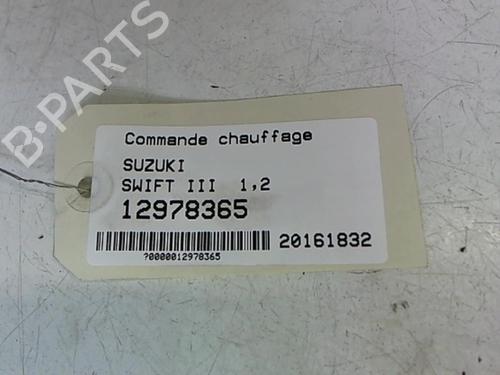 B-PARTS
Commande chauffage
SUZUKI
SWIFT III 1,2
12978365
20161832
?0000012978365